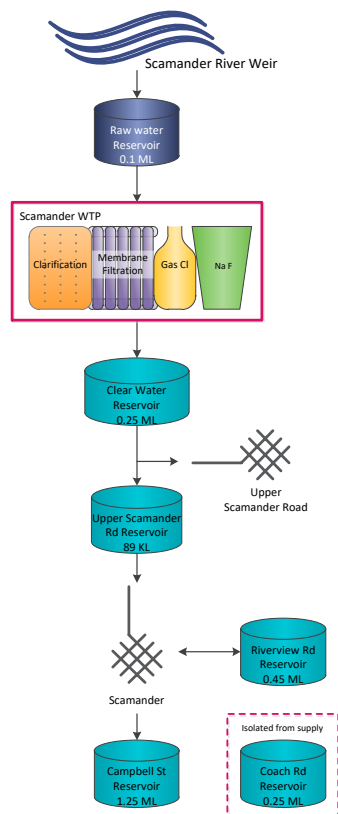 Scamander River Weir
Raw water
Reservoir
0.1 ML
Scamander WTP
Clarification
Membrane
Filtration
Gas Cl
Na F
Clear Water
Reservoir
0.25 ML
Upper
Scamander Road
Upper Scamander
Rd Reservoir
89 KL
Riverview Rd
Reservoir
0.45 ML
Scamander
Isolated from supply
Campbell St
Reservoir
1.25 ML
Coach Rd
Reservoir
0.25 ML